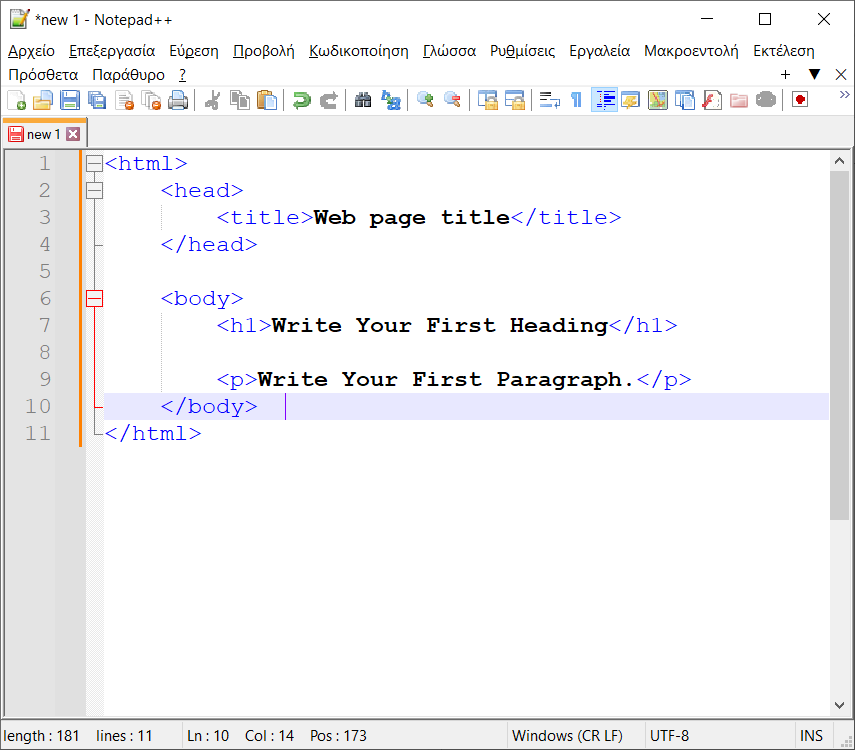 *new 1 - Notepad++
Αρχείο Επεξεργασία Εύρεση Προβολή Κωδικοποίηση Γλώσσα Ρυθμίσεις Εργαλεία Μακροεντολή Εκτέλεση
Πρόσθετα Παράθυρο ? + ▼ X
new 1
1 <html>
2 <head>
3 <title>Web page title</title>
4 </head>
5
6 <body>
7 <h1>Write Your First Heading</h1>
8
9 <p>Write Your First Paragraph.</p>
10 </body>
11 </html>
length : 181 lines : 11 Ln : 10 Col : 14 Pos : 173 Windows (CR LF) UTF-8 INS